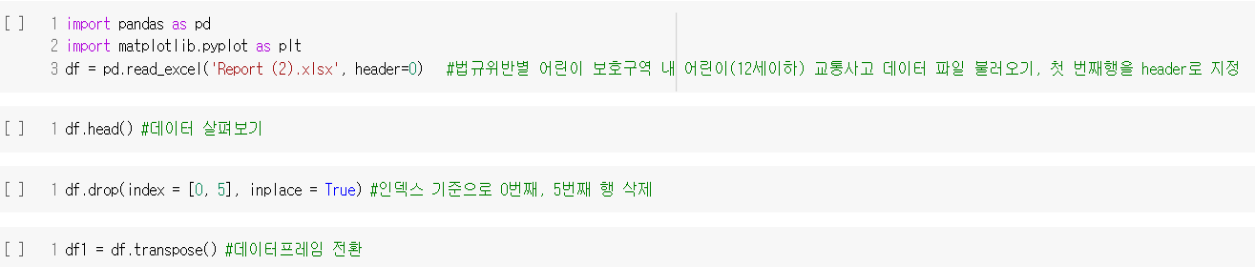 [ ] 1 import pandas as pd
2 import matplotlib.pyplot as plt
3 df = pd.read_excel('Report (2).xlsx', header=0) #법규위반별 어린이 보호구역 내 어린이(12세이하) 교통사고 데이터 파일 불러오기, 첫 번째행을 header로 지정
[ ] 1 df.head() #데이터 살펴보기
[ ] 1 df.drop(index = [0, 5], inplace = True) #인덱스 기준으로 0번째, 5번째 행 삭제
[ ] 1 df1 = df.transpose() #데이터프레임 전환